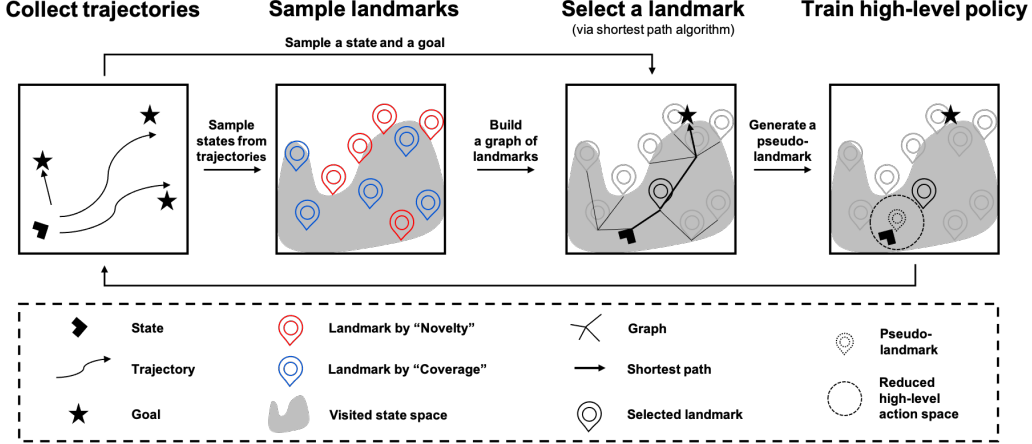 Collect trajectories
Sample landmarks
Select a landmark
(via shortest path algorithm)
Train high-level policy
Sample a state and a goal
Sample
states from
trajectories
Build
a graph of
landmarks
Generate a
pseudo-
landmark
State
Landmark by “Novelty”
Graph
Pseudo-
landmark
Trajectory
Landmark by “Coverage”
Shortest path
Reduced
high-level
action space
Goal
Visited state space
Selected landmark